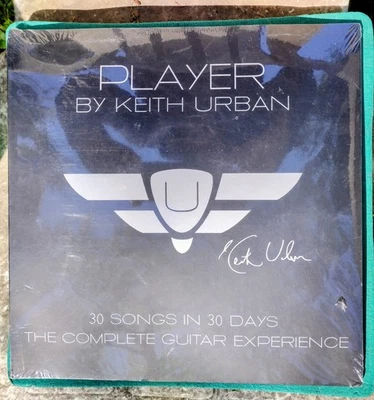 PLAYER
BY KEITH URBAN
U
Keith Urban
30 SONGS IN 30 DAYS
THE COMPLETE GUITAR EXPERIENCE